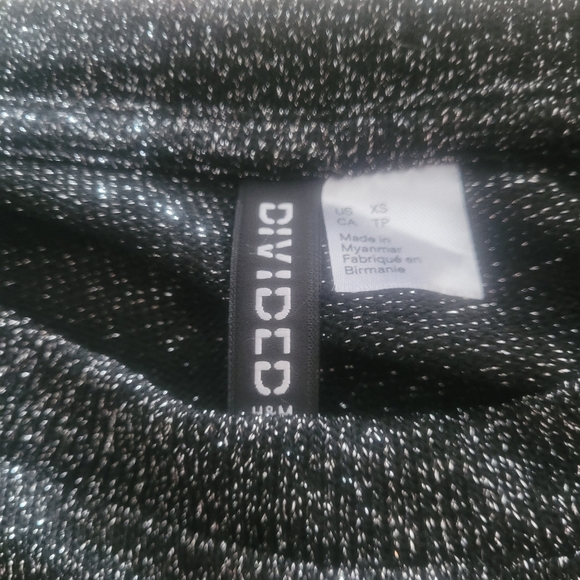 DIVIDED
H&M
US XS
CA TP
Made in
Myanmar
Fabriqué en
Birmanie